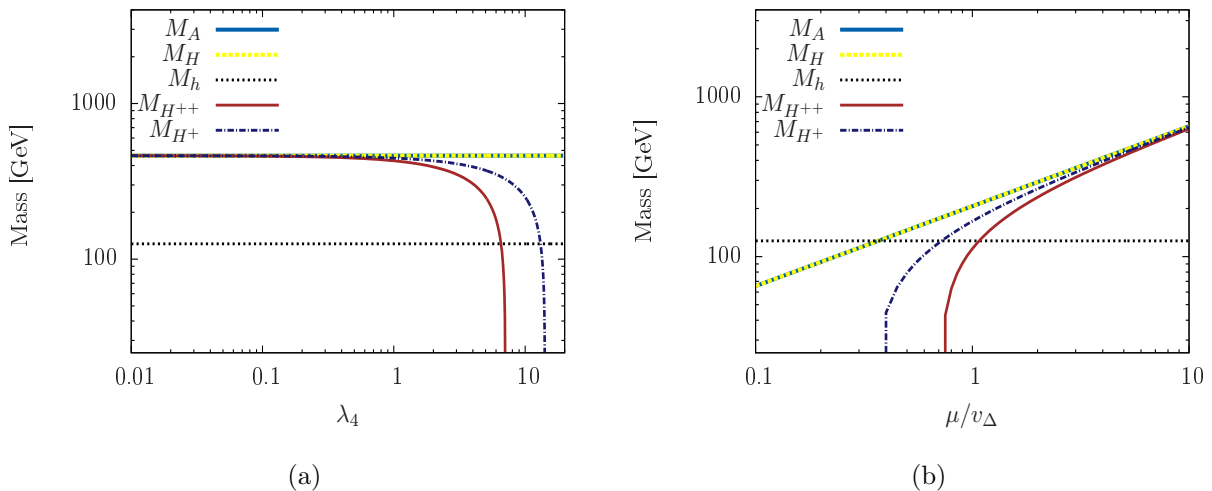 M_A
M_H
M_h
M_{H^{++}}
M_{H^+}
1000
100
Mass [GeV]
0.01 0.1 1 10
λ_4
(a)
M_A
M_H
M_h
M_{H^{++}}
M_{H^+}
1000
100
Mass [GeV]
0.1 1 10
μ/v_Δ
(b)